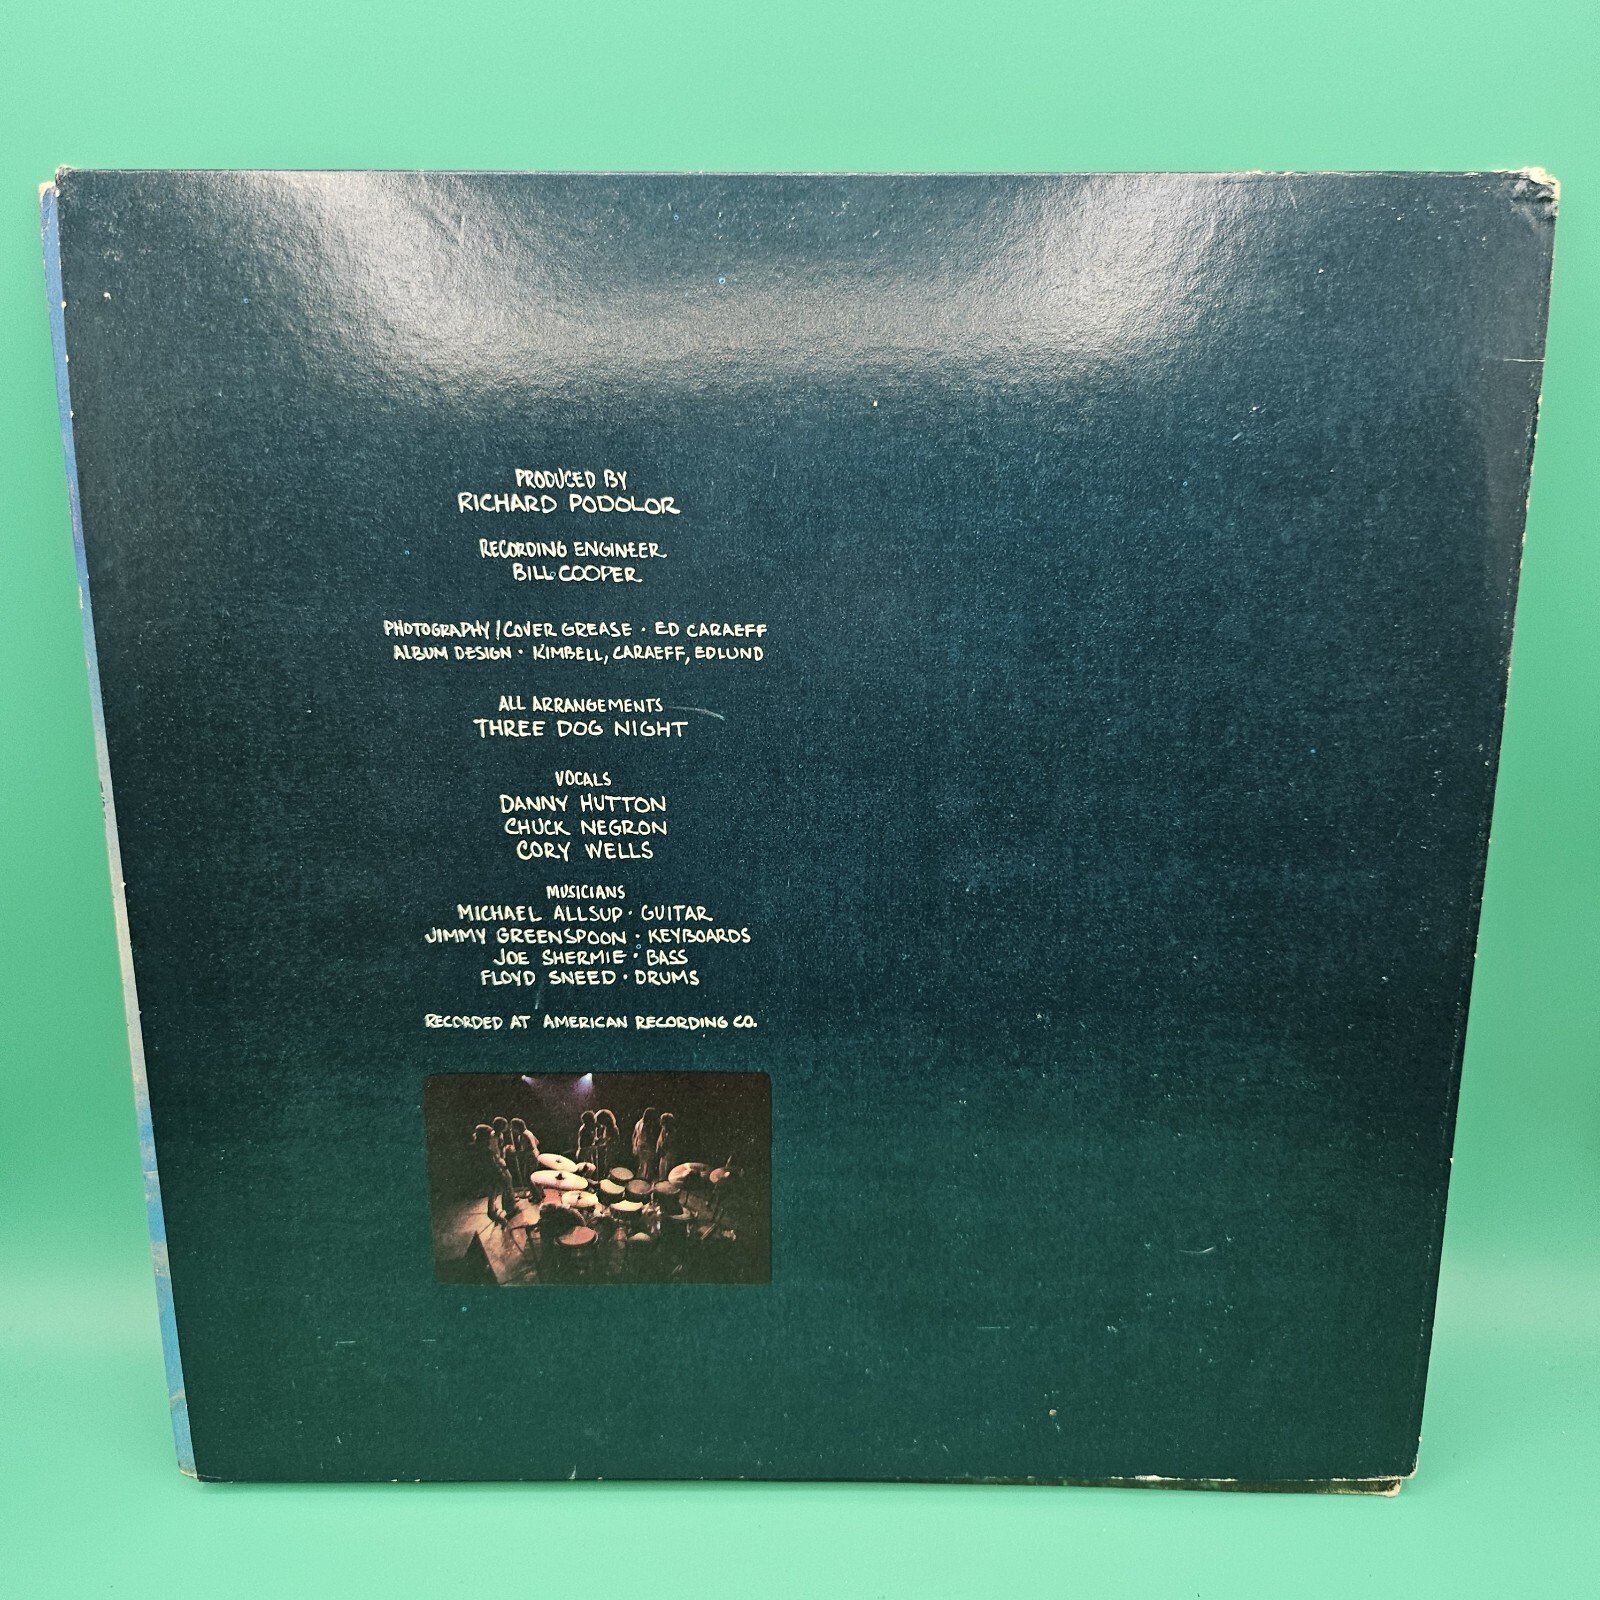 PRODUCED BY
RICHARD PODOLOR
RECORDING ENGINEER
BILL COOPER
PHOTOGRAPHY/COVER GREASE · ED CARAEFF
ALBUM DESIGN · KIMBELL, CARAEFF, EDLUND
ALL ARRANGEMENTS
THREE DOG NIGHT
VOCALS
DANNY HUTTON
CHUCK NEGRON
CORY WELLS
MUSICIANS
MICHAEL ALLSUP · GUITAR
JIMMY GREENSPOON · KEYBOARDS
JOE SHERMIE · BASS
FLOYD SNEED · DRUMS
RECORDED AT AMERICAN RECORDING CO.